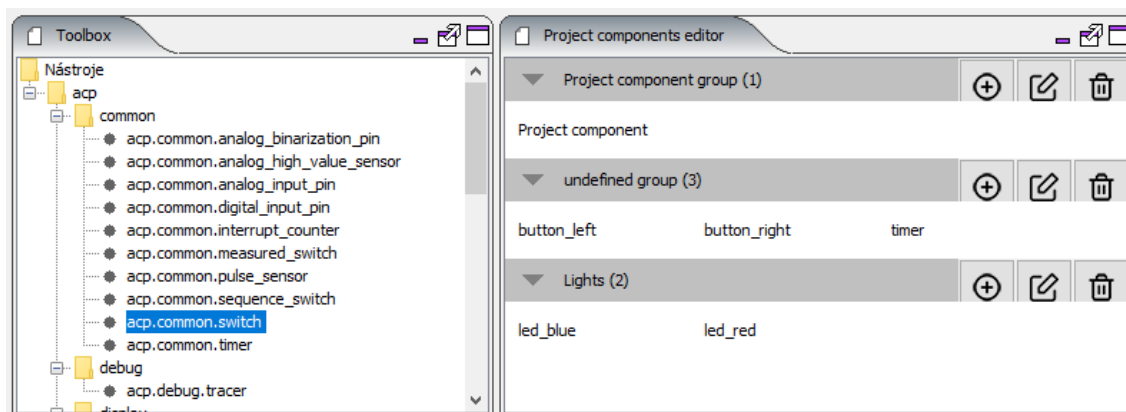 Toolbox
Nástroje
acp
common
acp.common.analog_binarization_pin
acp.common.analog_high_value_sensor
acp.common.analog_input_pin
acp.common.digital_input_pin
acp.common.interrupt_counter
acp.common.measured_switch
acp.common.pulse_sensor
acp.common.sequence_switch
acp.common.switch
acp.common.timer
debug
acp.debug.tracer
display
Project components editor
Project component group (1)
Project component
undefined group (3)
button_left button_right timer
Lights (2)
led_blue led_red